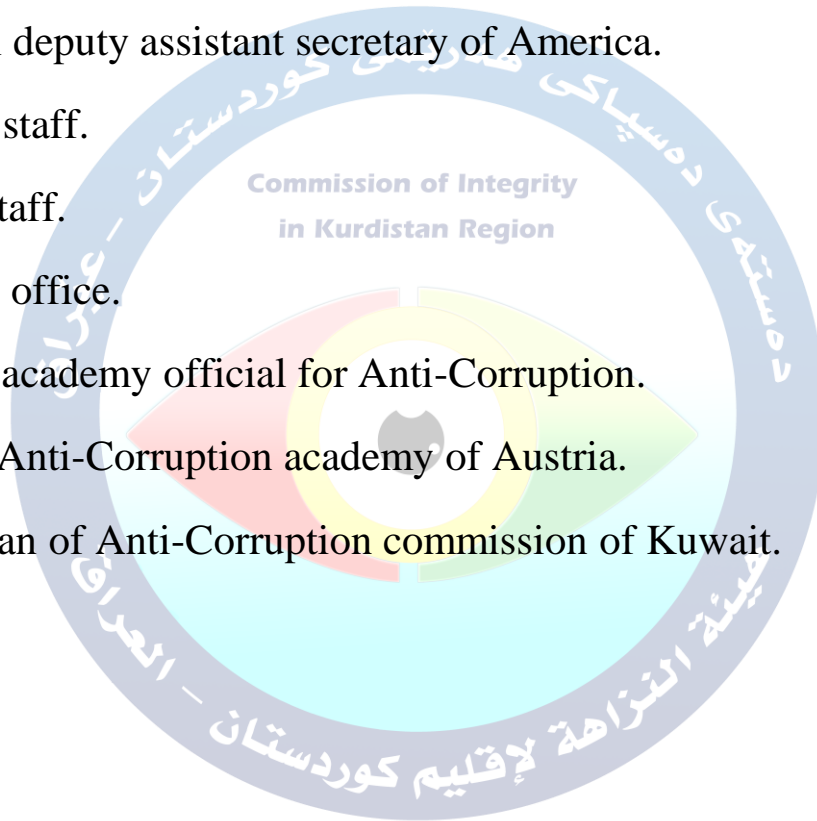 deputy assistant secretary of America.
دەستەی دەسپاکی هەرێمی کوردستان - عێراق
staff.
Commission of Integrity
taff.
in Kurdistan Region
office.
academy official for Anti-Corruption.
Anti-Corruption academy of Austria.
an of Anti-Corruption commission of Kuwait.
هيئة النزاهة لإقليم كوردستان - العراق